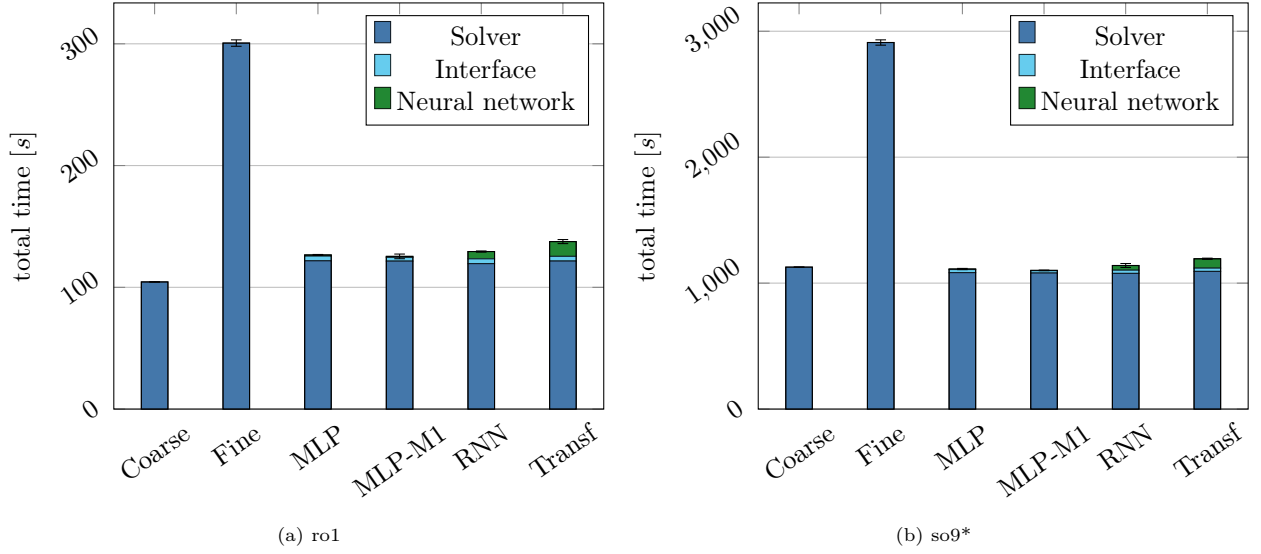 total time [s]
300
200
100
0
Solver
Interface
Neural network
Coarse
Fine
MLP
MLP-M1
RNN
Transf
(a) ro1
total time [s]
3,000
2,000
1,000
0
Solver
Interface
Neural network
Coarse
Fine
MLP
MLP-M1
RNN
Transf
(b) so9*